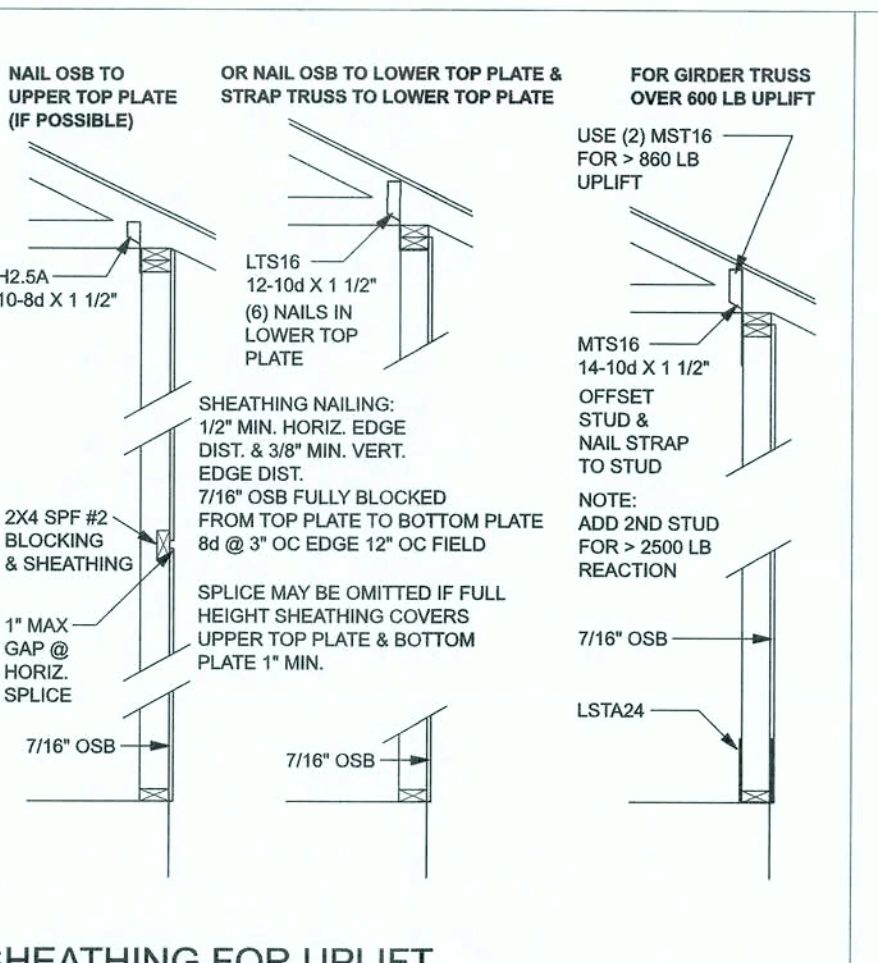 NAIL OSB TO
UPPER TOP PLATE
(IF POSSIBLE)
H2.5A
10-8d X 1 1/2"
2X4 SPF #2
BLOCKING
& SHEATHING
1" MAX
GAP @
HORIZ.
SPLICE
7/16" OSB
OR NAIL OSB TO LOWER TOP PLATE &
STRAP TRUSS TO LOWER TOP PLATE
LTS16
12-10d X 1 1/2"
(6) NAILS IN
LOWER TOP
PLATE
SHEATHING NAILING:
1/2" MIN. HORIZ. EDGE
DIST. & 3/8" MIN. VERT.
EDGE DIST.
7/16" OSB FULLY BLOCKED
FROM TOP PLATE TO BOTTOM PLATE
8d @ 3" OC EDGE 12" OC FIELD
SPLICE MAY BE OMITTED IF FULL
HEIGHT SHEATHING COVERS
UPPER TOP PLATE & BOTTOM
PLATE 1" MIN.
7/16" OSB
FOR GIRDER TRUSS
OVER 600 LB UPLIFT
USE (2) MST16
FOR > 860 LB
UPLIFT
MTS16
14-10d X 1 1/2"
OFFSET
STUD &
NAIL STRAP
TO STUD
NOTE:
ADD 2ND STUD
FOR > 2500 LB
REACTION
7/16" OSB
LSTA24
SHEATHING FOR UPLIFT